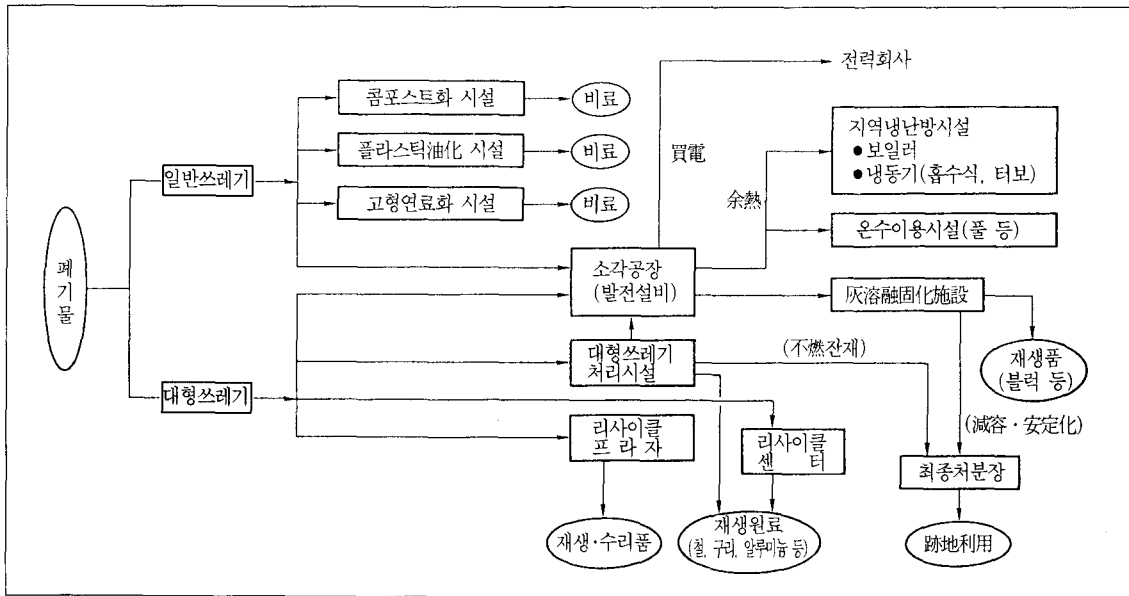 전력회사
콤포스트화 시설
비료
지역냉난방시설
●보일러
●냉동기(흡수식, 터보)
플라스틱油化 시설
비료
買電
일반쓰레기
고형연료화 시설
비료
余熱
온수이용시설(풀 등)
폐기물
소각공장
(발전설비)
灰溶融固化施設
대형쓰레기
처리시설
(不燃잔재)
재생품
(블럭 등)
대형쓰레기
리사이클
프 라 자
리사이클
센 터
(減容·安定化)
최종처분장
재생·수리품
재생원료
(철, 구리, 알루미늄 등)
跡地利用